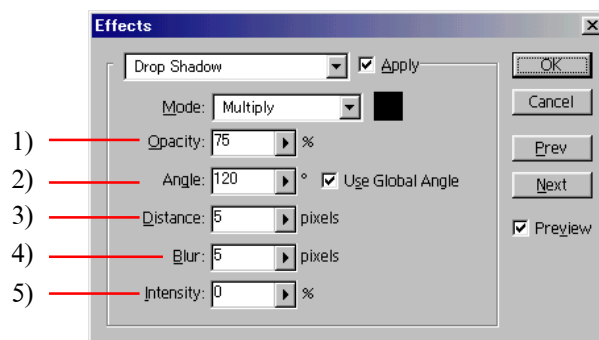 Effects
Drop Shadow Apply OK
Mode: Multiply Cancel
1) Opacity: 75 % Prev
2) Angle: 120 ° Use Global Angle Next
3) Distance: 5 pixels Preview
4) Blur: 5 pixels
5) Intensity: 0 %